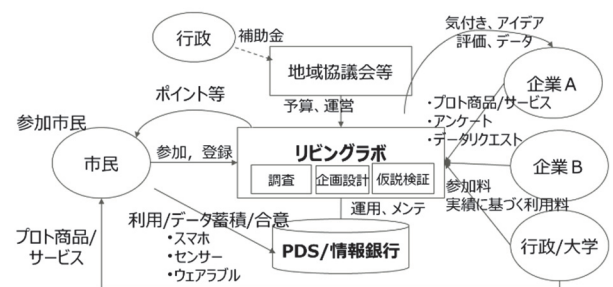 行政
補助金
地域協議会等
気付き、アイデア
評価、データ
企業A
ポイント等
予算、運営
・プロト商品/サービス
・アンケート
・データリクエスト
参加市民
市民
参加, 登録
リビングラボ
調査
企画設計
仮説検証
企業B
参加料
実績に基づく利用料
運用、メンテ
利用/データ蓄積/合意
・スマホ
・センサー
・ウェアラブル
PDS/情報銀行
行政/大学
プロト商品/
サービス